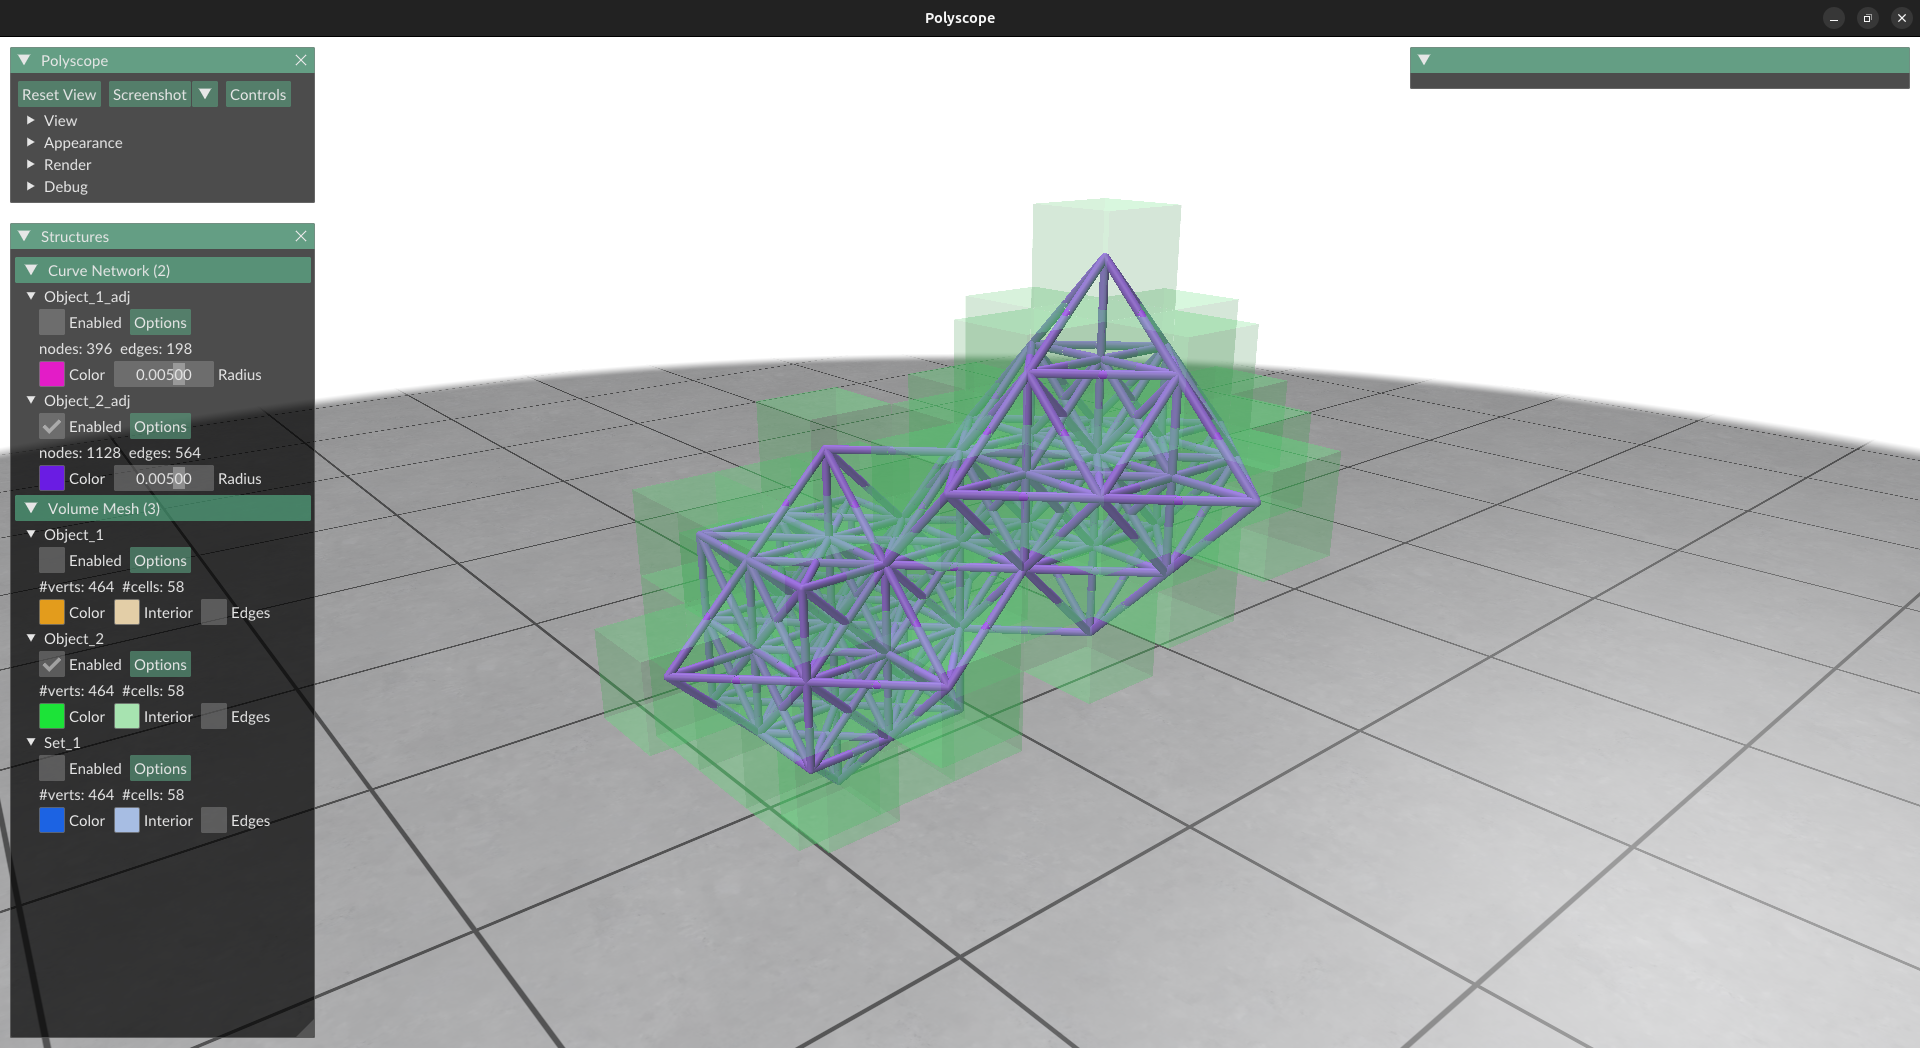 Polyscope
Polyscope
Reset View Screenshot Controls
View
Appearance
Render
Debug
Structures
Curve Network (2)
Object_1_adj
Enabled Options
nodes: 396 edges: 198
Color 0.00500 Radius
Object_2_adj
Enabled Options
nodes: 1128 edges: 564
Color 0.00500 Radius
Volume Mesh (3)
Object_1
Enabled Options
#verts: 464 #cells: 58
Color Interior Edges
Object_2
Enabled Options
#verts: 464 #cells: 58
Color Interior Edges
Set_1
Enabled Options
#verts: 464 #cells: 58
Color Interior Edges